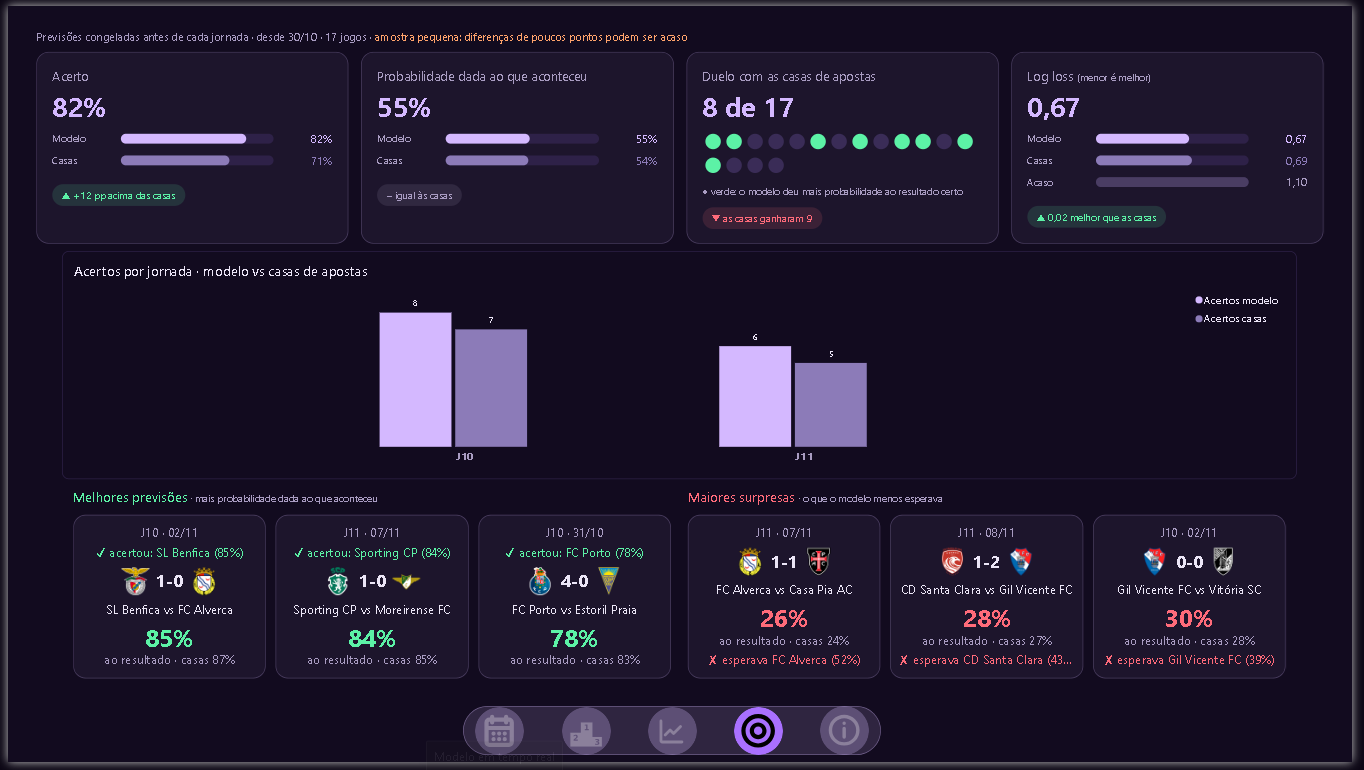 Previsões congeladas antes de cada jornada · desde 30/10 · 17 jogos · amostra pequena: diferenças de poucos pontos podem ser acaso
Acerto
82%
Modelo 82%
Casas 71%
▲ +12 pp acima das casas
Probabilidade dada ao que aconteceu
55%
Modelo 55%
Casas 54%
– igual às casas
Duelo com as casas de apostas
8 de 17
• verde: o modelo deu mais probabilidade ao resultado certo
▼ as casas ganharam 9
Log loss (menor é melhor)
0,67
Modelo 0,67
Casas 0,69
Acaso 1,10
▲ 0,02 melhor que as casas
Acertos por jornada · modelo vs casas de apostas
Acertos modelo
Acertos casas
8
7
6
5
J10
J11
Melhores previsões · mais probabilidade dada ao que aconteceu
J10 · 02/11
✓ acertou: SL Benfica (85%)
1-0
SL Benfica vs FC Alverca
85%
ao resultado · casas 87%
J11 · 07/11
✓ acertou: Sporting CP (84%)
1-0
Sporting CP vs Moreirense FC
84%
ao resultado · casas 85%
J10 · 31/10
✓ acertou: FC Porto (78%)
4-0
FC Porto vs Estoril Praia
78%
ao resultado · casas 83%
Maiores surpresas · o que o modelo menos esperava
J11 · 07/11
1-1
FC Alverca vs Casa Pia AC
26%
ao resultado · casas 24%
✗ esperava FC Alverca (52%)
J11 · 08/11
1-2
CD Santa Clara vs Gil Vicente FC
28%
ao resultado · casas 27%
✗ esperava CD Santa Clara (43...
J10 · 02/11
0-0
Gil Vicente FC vs Vitória SC
30%
ao resultado · casas 28%
✗ esperava Gil Vicente FC (39%)
1
2
3
Modelo em tempo real